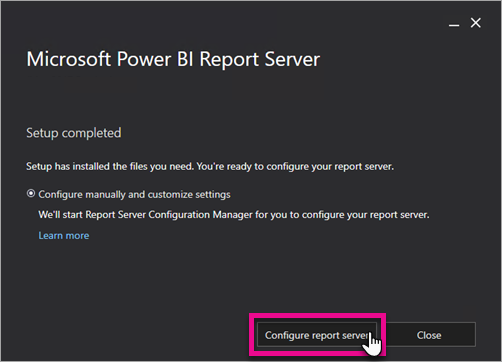 Microsoft Power BI Report Server
Setup completed
Setup has installed the files you need. You're ready to configure your report server.
Configure manually and customize settings
We'll start Report Server Configuration Manager for you to configure your report server.
Learn more
Configure report server
Close